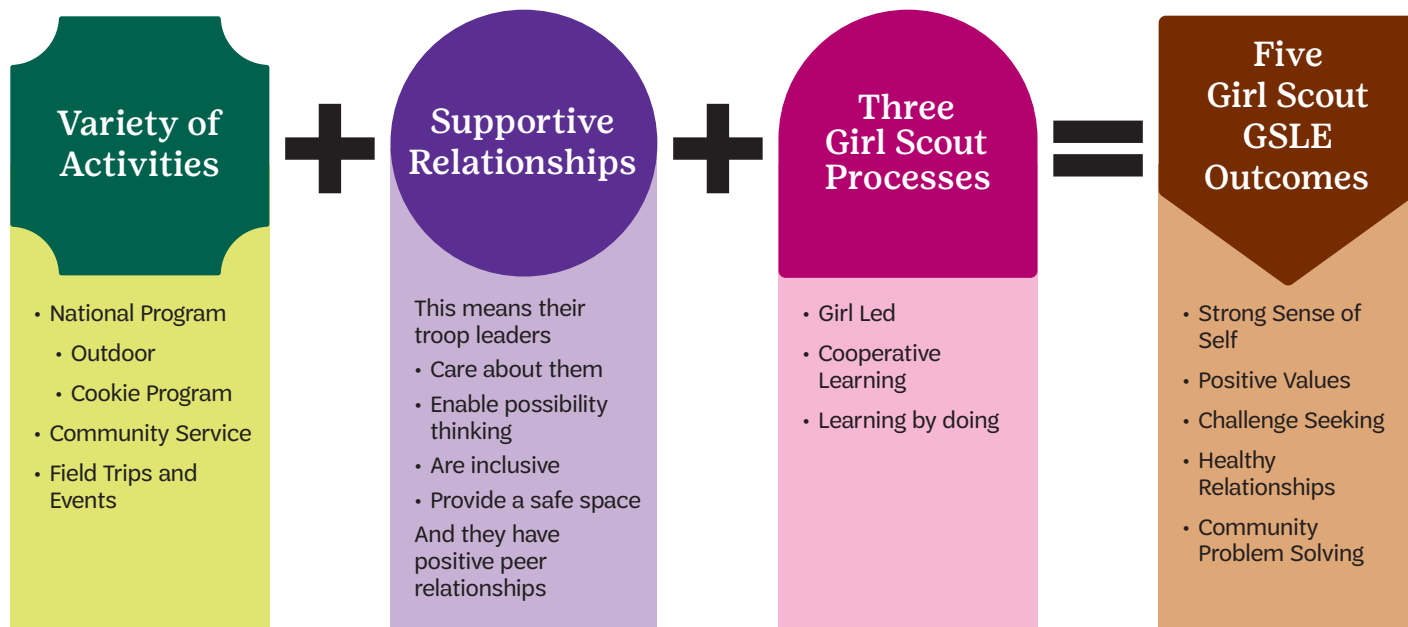 Variety of
Activities
• National Program
• Outdoor
• Cookie Program
• Community Service
• Field Trips and
Events
+
Supportive
Relationships
This means their
troop leaders
• Care about them
• Enable possibility
thinking
• Are inclusive
• Provide a safe space
And they have
positive peer
relationships
+
Three
Girl Scout
Processes
• Girl Led
• Cooperative
Learning
• Learning by doing
=
Five
Girl Scout
GSLE
Outcomes
• Strong Sense of
Self
• Positive Values
• Challenge Seeking
• Healthy
Relationships
• Community
Problem Solving